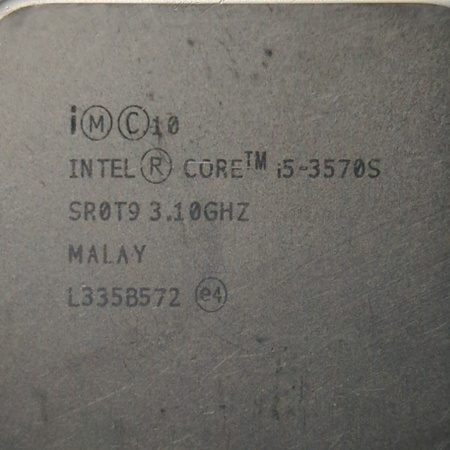 iⓂⒸ10
INTEL® CORE™ i5-3570S
SR0T9 3.10GHZ
MALAY
L335B572 ⓔ4